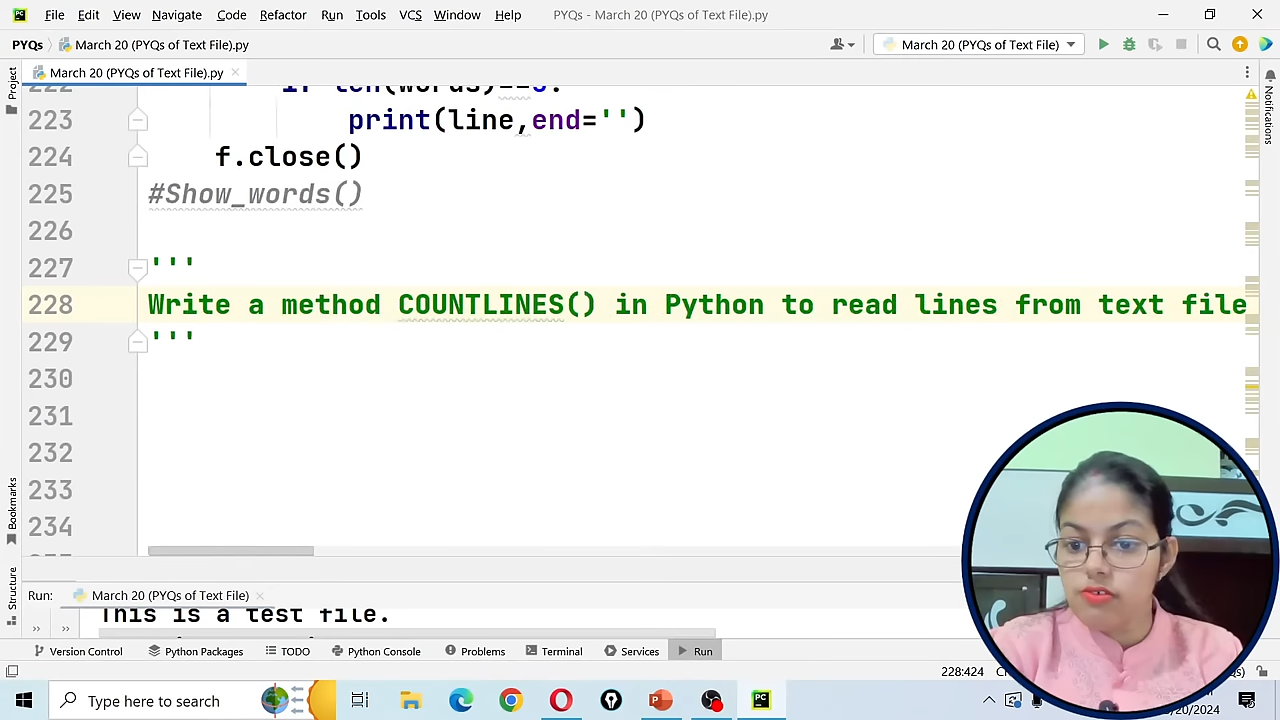 File Edit View Navigate Code Refactor Run Tools VCS Window Help PYQs - March 20 (PYQs of Text File).py
PYQs March 20 (PYQs of Text File).py March 20 (PYQs of Text File)
March 20 (PYQs of Text File).py
Project
Notifications
223 print(line,end='')
224 f.close()
225 #Show_words()
226
227 '''
228 Write a method COUNTLINES() in Python to read lines from text file
229 '''
230
231
232
233
234
Bookmarks
Structure
Run: March 20 (PYQs of Text File)
This is a test file.
Version Control Python Packages TODO Python Console Problems Terminal Services Run
228:424
Type here to search